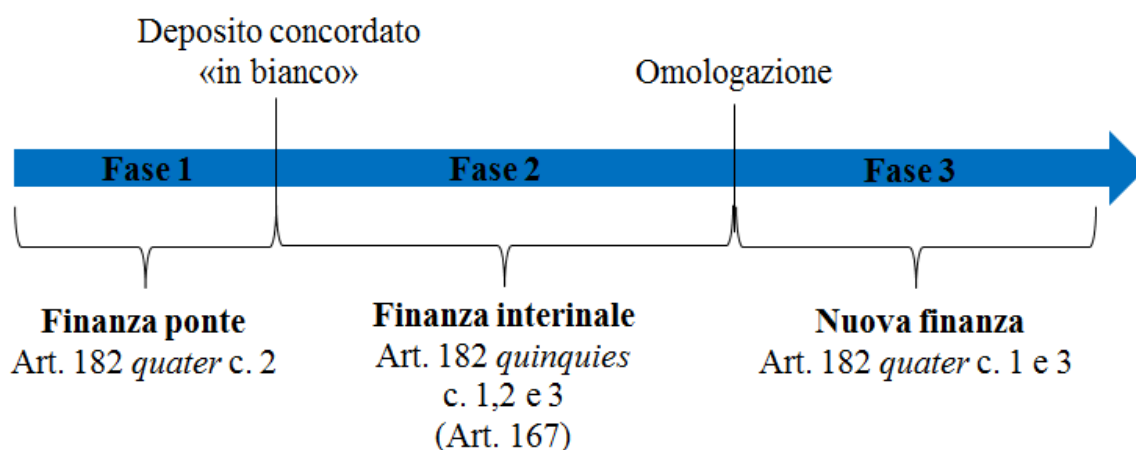 Deposito concordato
«in bianco»
Omologazione
Fase 1
Fase 2
Fase 3
Finanza ponte
Art. 182 quater c. 2
Finanza interinale
Art. 182 quinquies
c. 1,2 e 3
(Art. 167)
Nuova finanza
Art. 182 quater c. 1 e 3